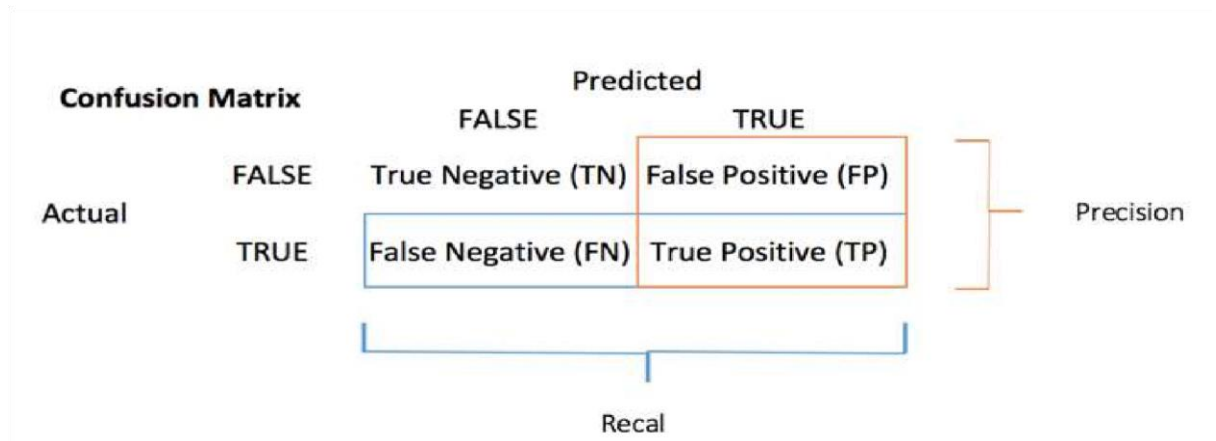 Predicted
Confusion Matrix
FALSE TRUE
FALSE True Negative (TN) False Positive (FP)
Actual Precision
TRUE False Negative (FN) True Positive (TP)
Recal